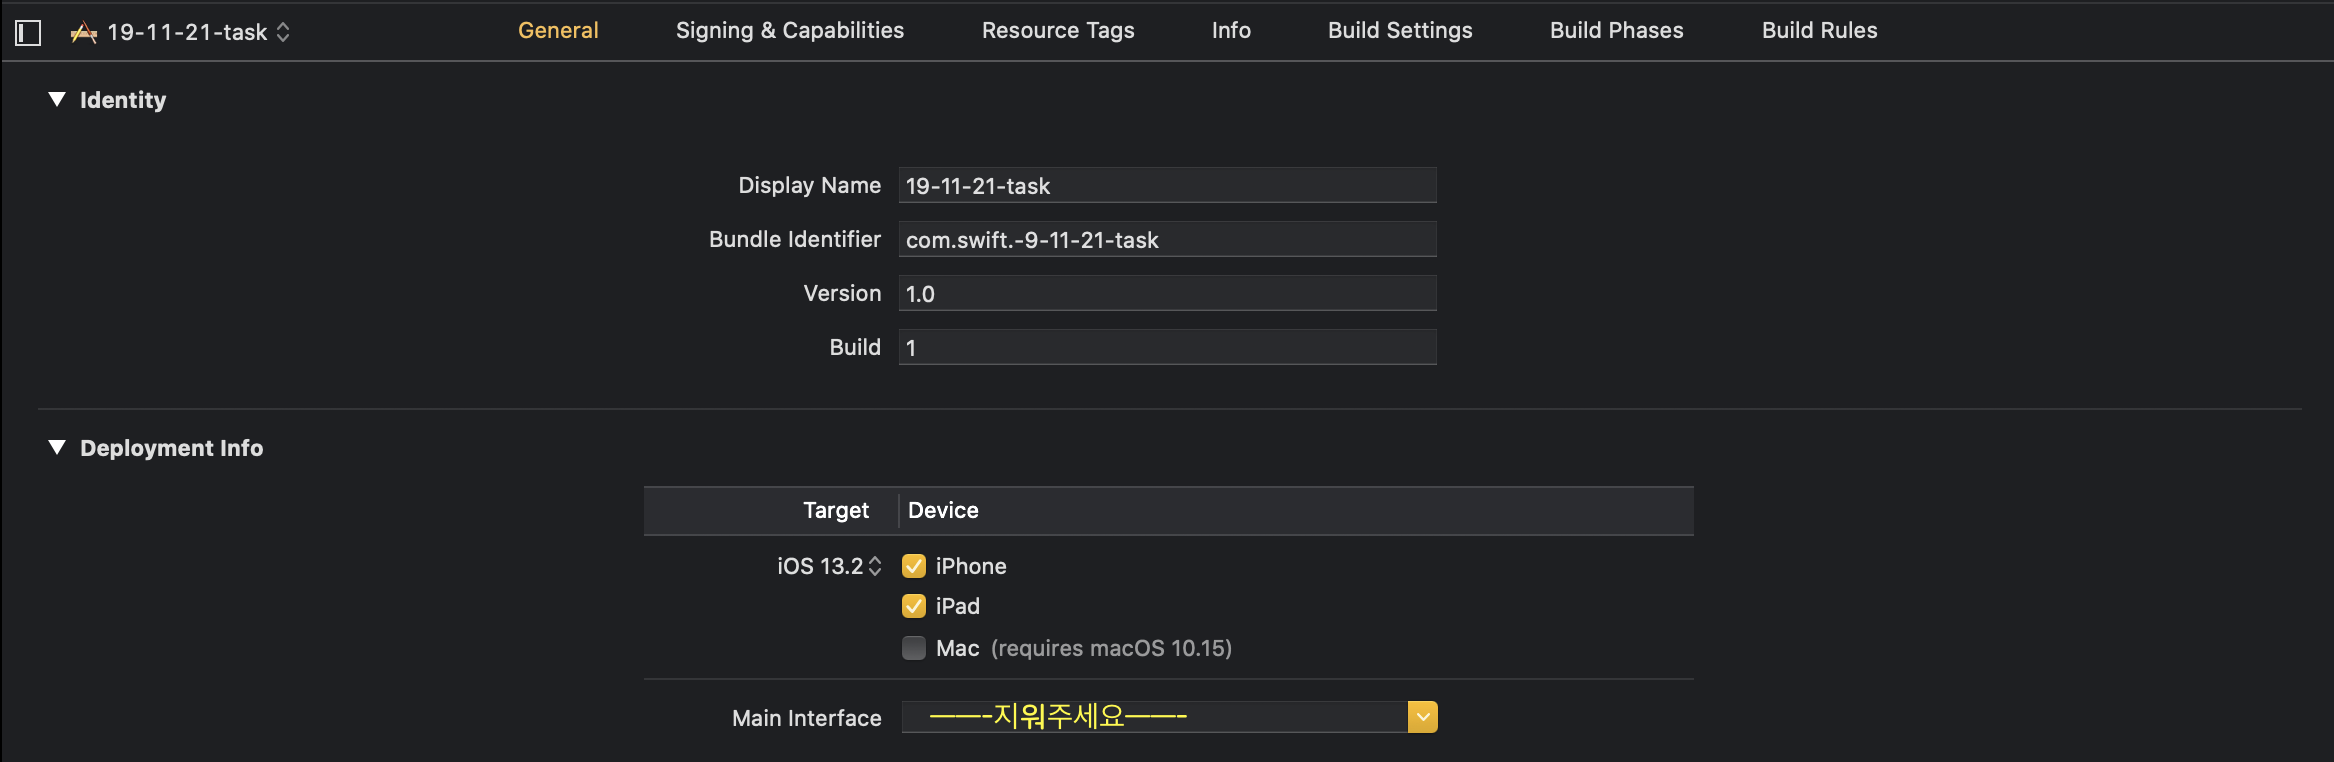 19-11-21-task
General Signing & Capabilities Resource Tags Info Build Settings Build Phases Build Rules
Identity
Display Name 19-11-21-task
Bundle Identifier com.swift.-9-11-21-task
Version 1.0
Build 1
Deployment Info
Target Device
iOS 13.2 iPhone
iPad
Mac (requires macOS 10.15)
Main Interface ——-지워주세요——-